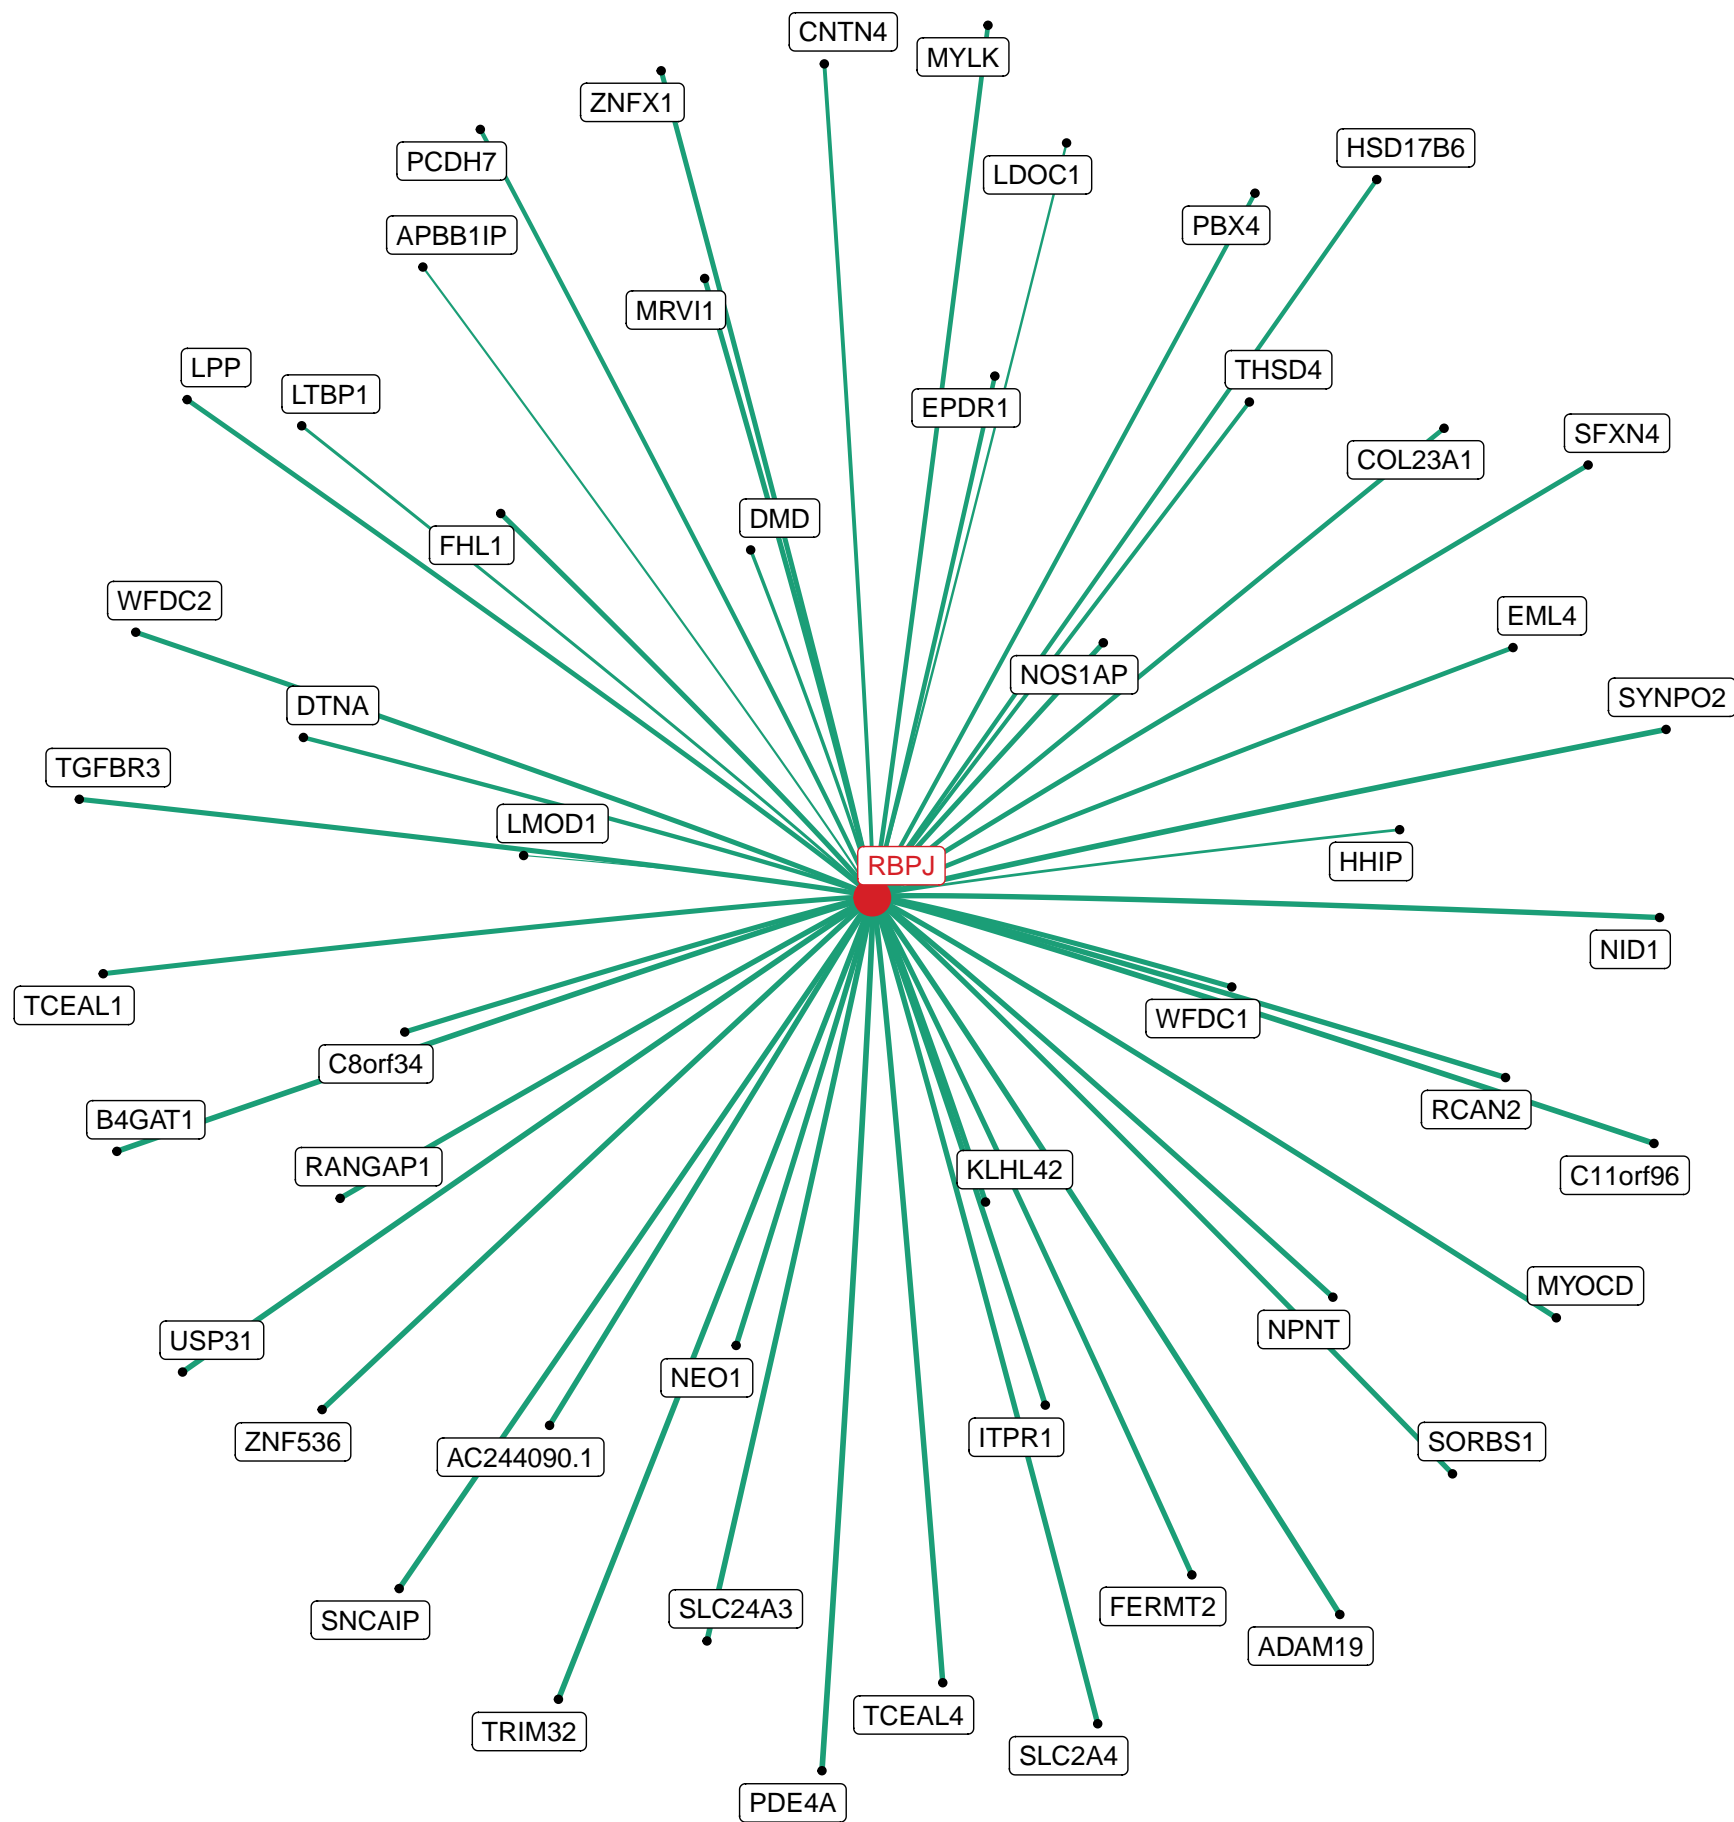 CNTN4
MYLK
ZNFX1
HSD17B6
PCDH7
LDOC1
PBX4
APBB1IP
MRVI1
LPP
THSD4
LTBP1
EPDR1
SFXN4
COL23A1
DMD
FHL1
WFDC2
EML4
NOS1AP
SYNPO2
DTNA
TGFBR3
LMOD1
HHIP
RBPJ
NID1
TCEAL1
WFDC1
C8orf34
RCAN2
B4GAT1
RANGAP1
KLHL42
C11orf96
MYOCD
NPNT
USP31
NEO1
ITPR1
ZNF536
SORBS1
AC244090.1
FERMT2
SLC24A3
SNCAIP
ADAM19
TCEAL4
TRIM32
SLC2A4
PDE4A